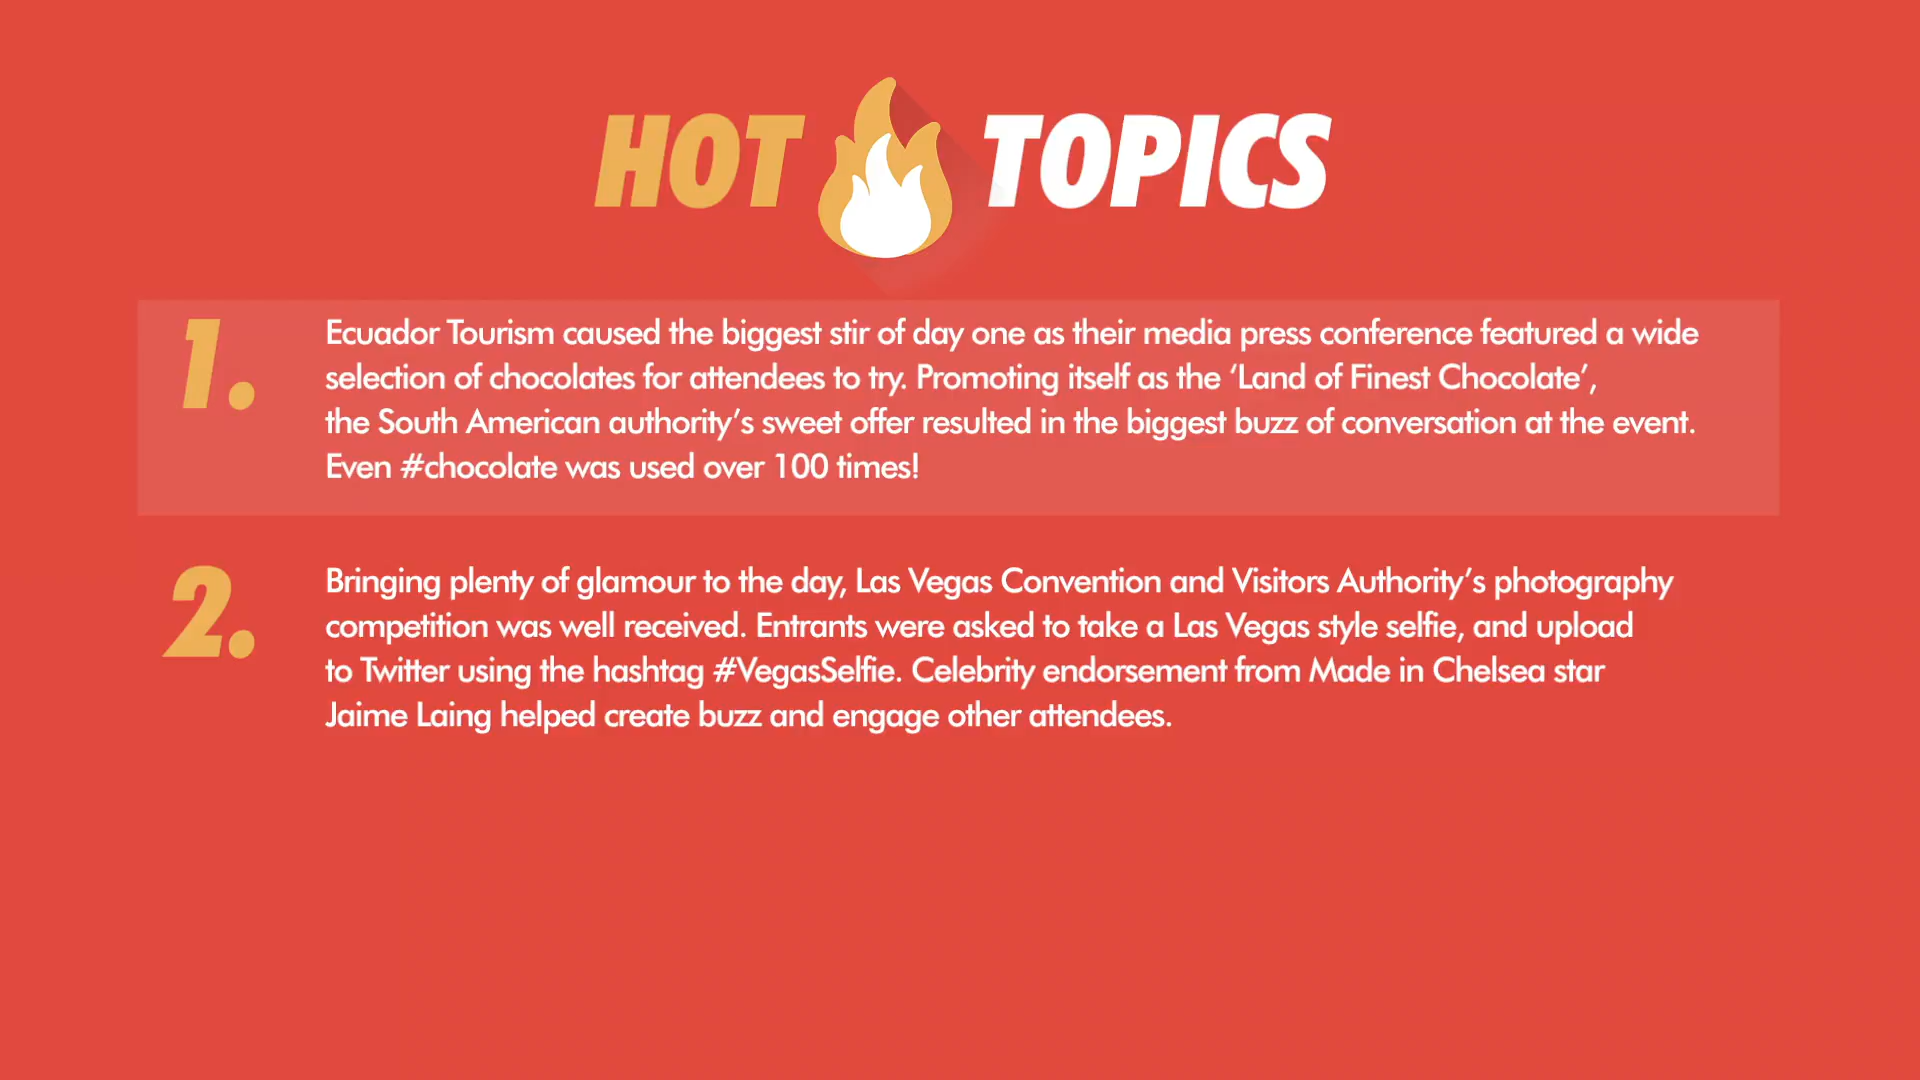 HOT TOPICS
1.
Ecuador Tourism caused the biggest stir of day one as their media press conference featured a wide
selection of chocolates for attendees to try. Promoting itself as the ‘Land of Finest Chocolate’,
the South American authority’s sweet offer resulted in the biggest buzz of conversation at the event.
Even #chocolate was used over 100 times!
2.
Bringing plenty of glamour to the day, Las Vegas Convention and Visitors Authority’s photography
competition was well received. Entrants were asked to take a Las Vegas style selfie, and upload
to Twitter using the hashtag #VegasSelfie. Celebrity endorsement from Made in Chelsea star
Jaime Laing helped create buzz and engage other attendees.